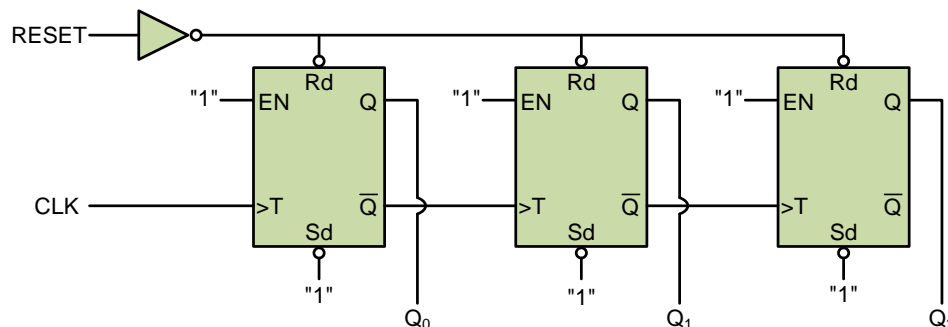 RESET
Rd Rd Rd
"1" EN Q "1" EN Q "1" EN Q
CLK >T Q̅ >T Q̅ >T Q̅
Sd Sd Sd
"1" "1" "1"
Q₀ Q₁